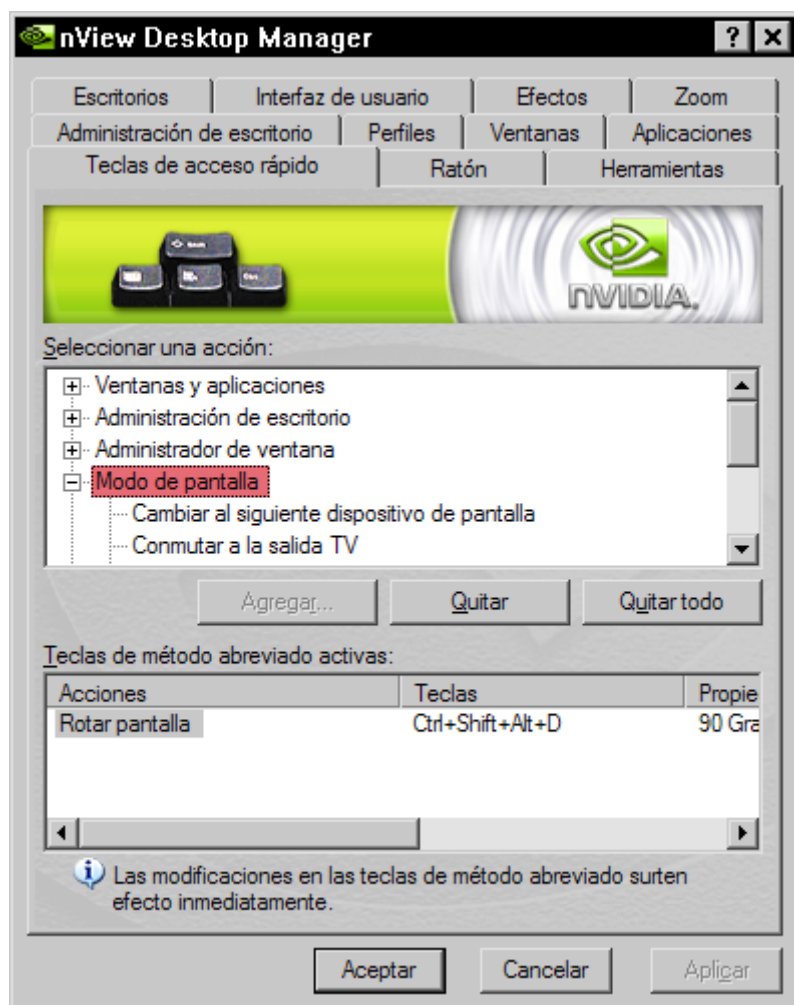 nView Desktop Manager
Escritorios Interfaz de usuario Efectos Zoom
Administración de escritorio Perfiles Ventanas Aplicaciones
Teclas de acceso rápido Ratón Herramientas
nVIDIA.
Seleccionar una acción:
Ventanas y aplicaciones
Administración de escritorio
Administrador de ventana
Modo de pantalla
Cambiar al siguiente dispositivo de pantalla
Conmutar a la salida TV
Agregar... Quitar Quitar todo
Teclas de método abreviado activas:
Acciones Teclas Propie
Rotar pantalla Ctrl+Shift+Alt+D 90 Gra
Las modificaciones en las teclas de método abreviado surten
efecto inmediatamente.
Aceptar Cancelar Aplicar